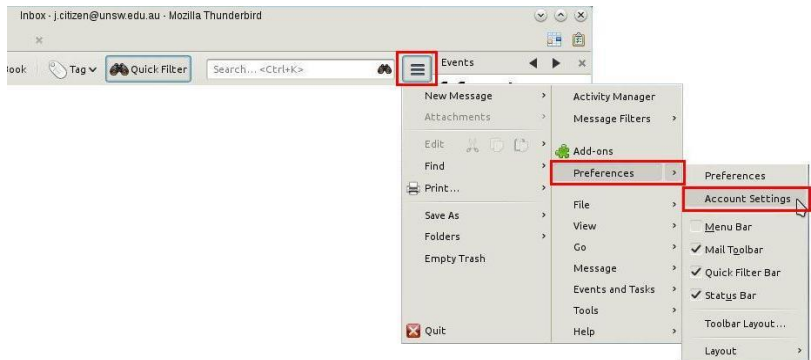 Inbox - j.citizen@unsw.edu.au - Mozilla Thunderbird
Book Tag Quick Filter Search... <Ctrl+K>
Events
New Message
Attachments
Edit
Find
Print...
Save As
Folders
Empty Trash
Quit
Activity Manager
Message Filters
Add-ons
Preferences
File
View
Go
Message
Events and Tasks
Tools
Help
Preferences
Account Settings
Menu Bar
Mail Toolbar
Quick Filter Bar
Status Bar
Toolbar Layout...
Layout